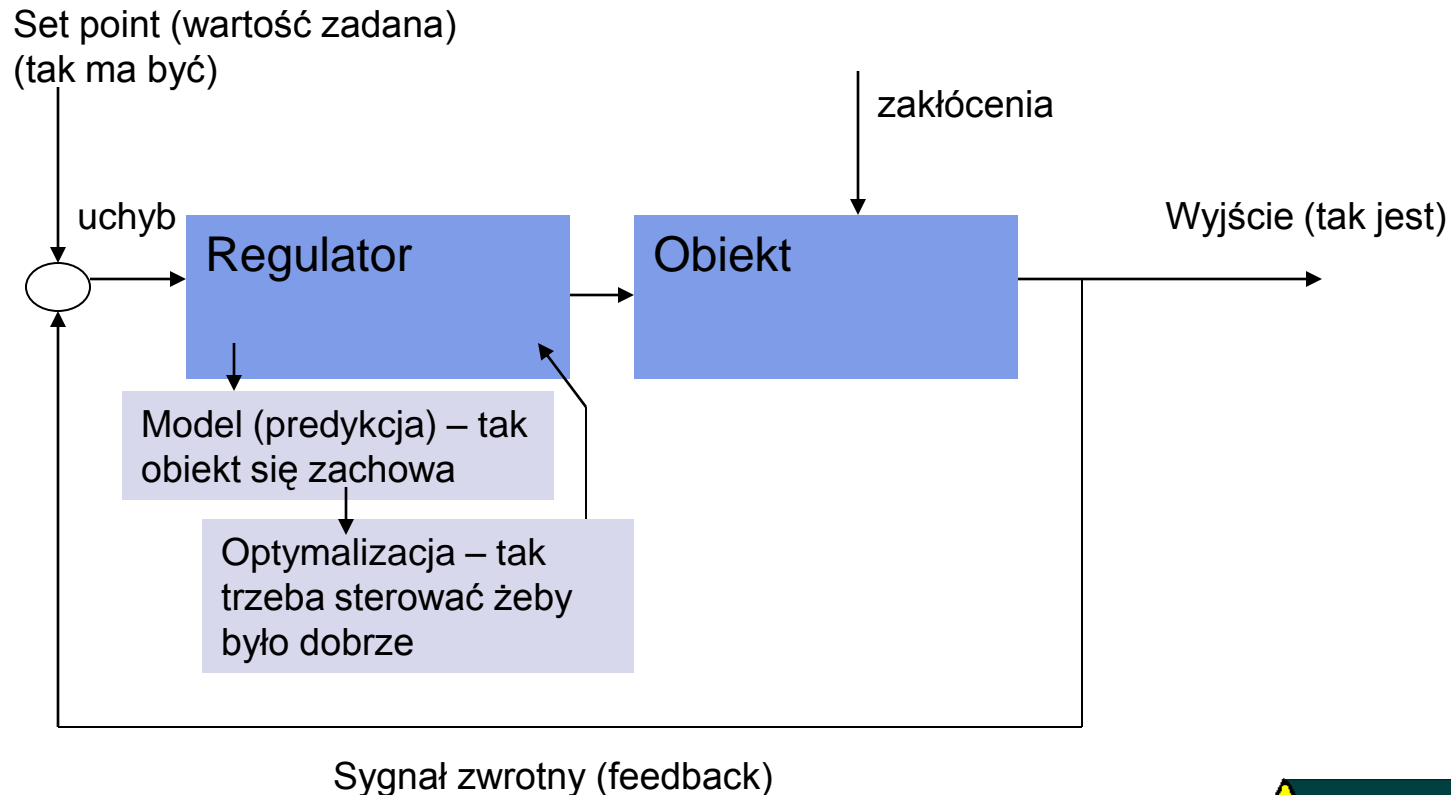 Set point (wartość zadana)
(tak ma być)
zakłócenia
uchyb
Wyjście (tak jest)
Regulator
Obiekt
Model (predykcja) – tak
obiekt się zachowa
Optymalizacja – tak
trzeba sterować żeby
było dobrze
Sygnał zwrotny (feedback)